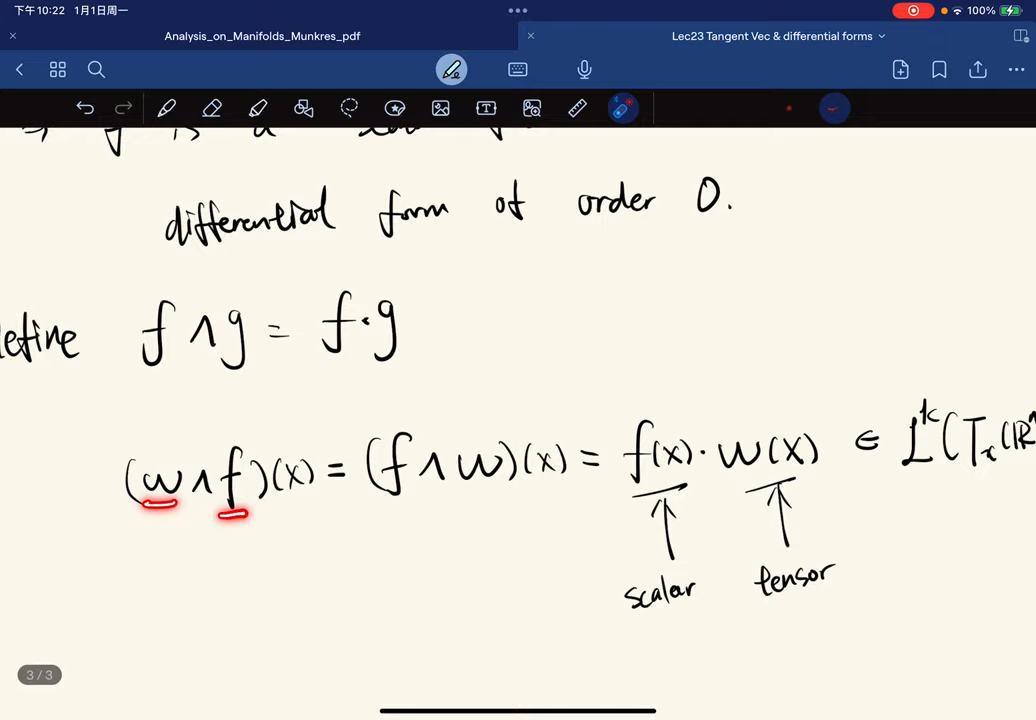 下午10:22 1月1日周一
100%
Analysis_on_Manifolds_Munkres_pdf
Lec23 Tangent Vec & differential forms
is a
differential form of order 0.
efine f ∧ g = f · g
(w ∧ f)(x) = (f ∧ w)(x) = f(x) · w(x) ∈ L^k(T_x(ℝ^n
scalar tensor
3 / 3